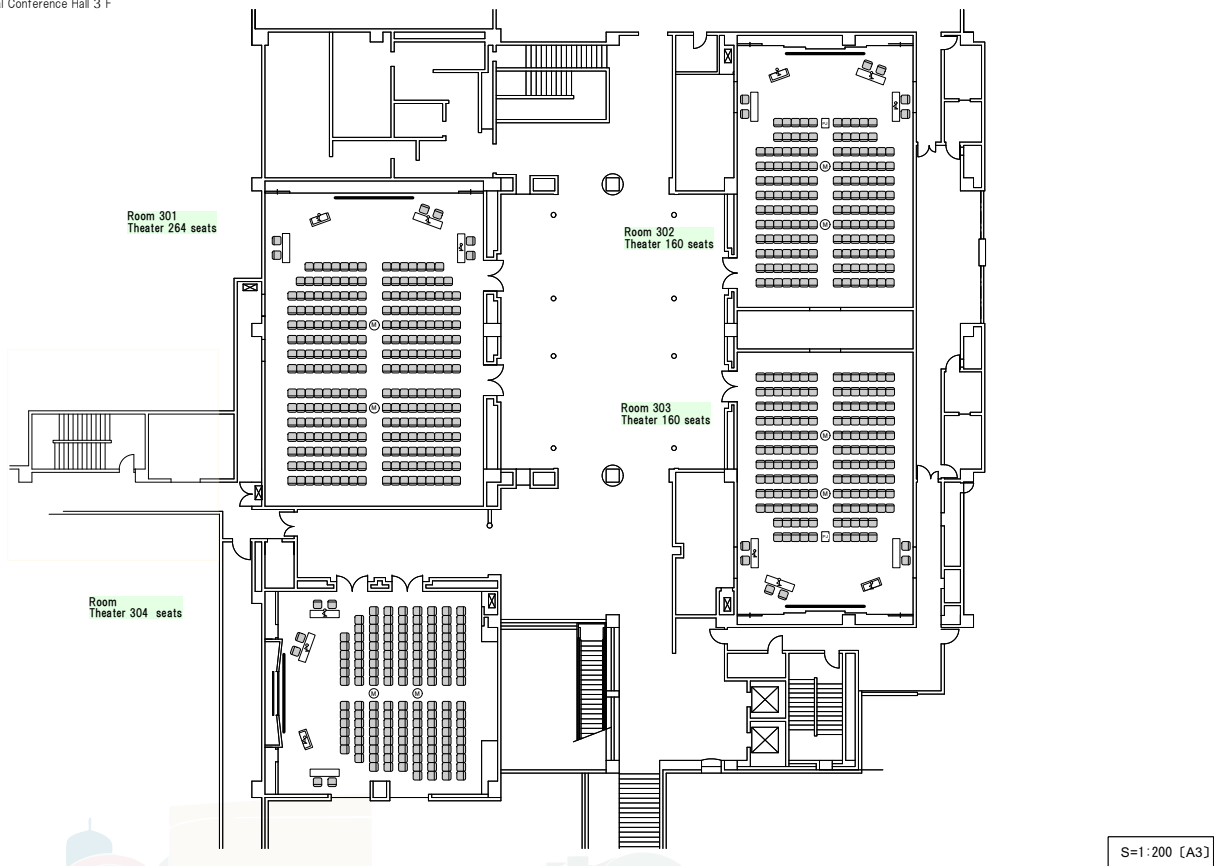 Conference Hall 3 F
Room 301
Theater 264 seats
Room 302
Theater 160 seats
Room 303
Theater 160 seats
Room
Theater 304 seats
M
M
M
M
M
M
M
M
S=1:200 [A3]